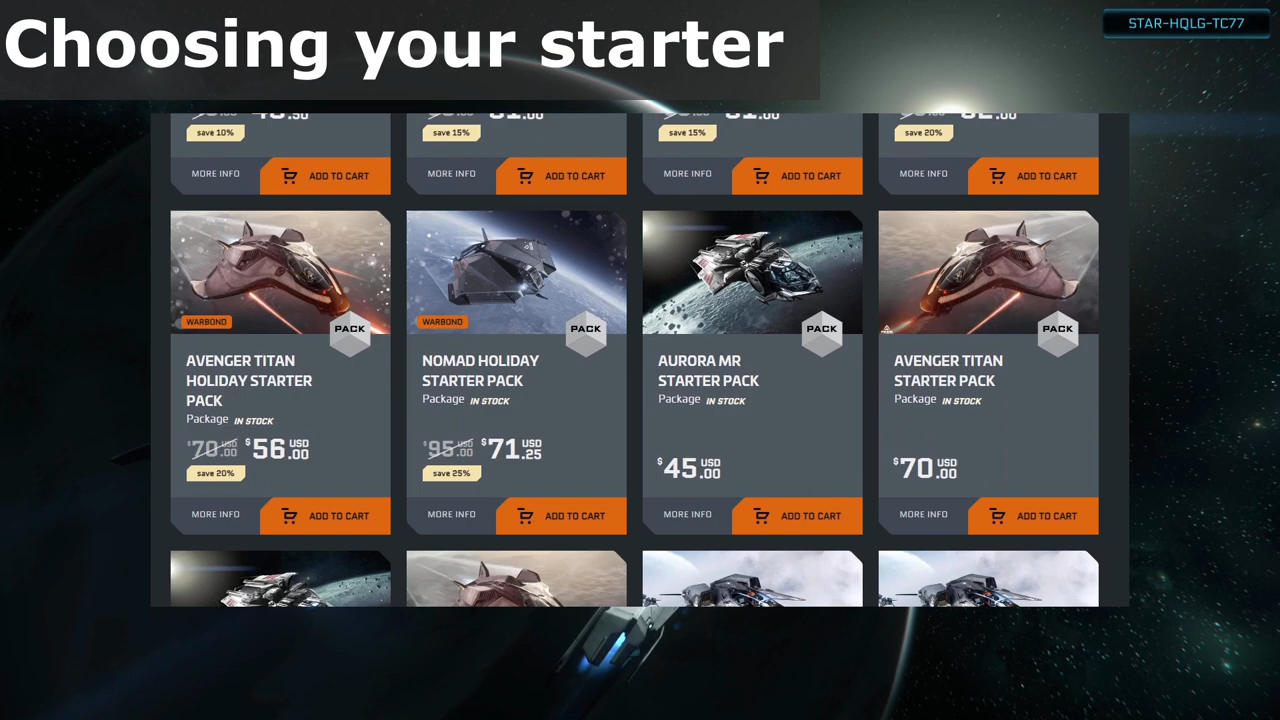 Choosing your starter
STAR-HQLG-TC77
save 10%
save 15%
save 15%
save 20%
MORE INFO
ADD TO CART
MORE INFO
ADD TO CART
MORE INFO
ADD TO CART
MORE INFO
ADD TO CART
WARBOND
PACK
AVENGER TITAN
HOLIDAY STARTER
PACK
Package IN STOCK
$70 USD .00 $56 USD .00
save 20%
MORE INFO
ADD TO CART
WARBOND
PACK
NOMAD HOLIDAY
STARTER PACK
Package IN STOCK
$95 USD .00 $71 USD .25
save 25%
MORE INFO
ADD TO CART
PACK
AURORA MR
STARTER PACK
Package IN STOCK
$45 USD .00
MORE INFO
ADD TO CART
PACK
AVENGER TITAN
STARTER PACK
Package IN STOCK
$70 USD .00
MORE INFO
ADD TO CART